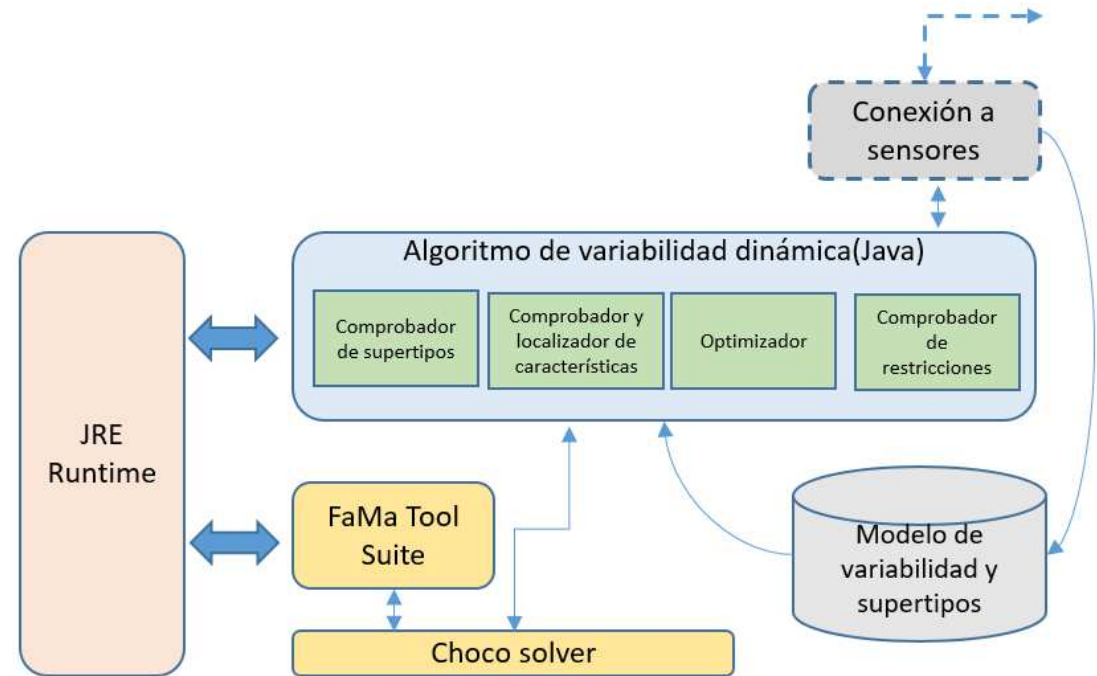 Conexión a
sensores
Algoritmo de variabilidad dinámica(Java)
Comprobador
de supertipos
Comprobador y
localizador de
características
Optimizador
Comprobador
de
restricciones
JRE
Runtime
FaMa Tool
Suite
Modelo de
variabilidad y
supertipos
Choco solver